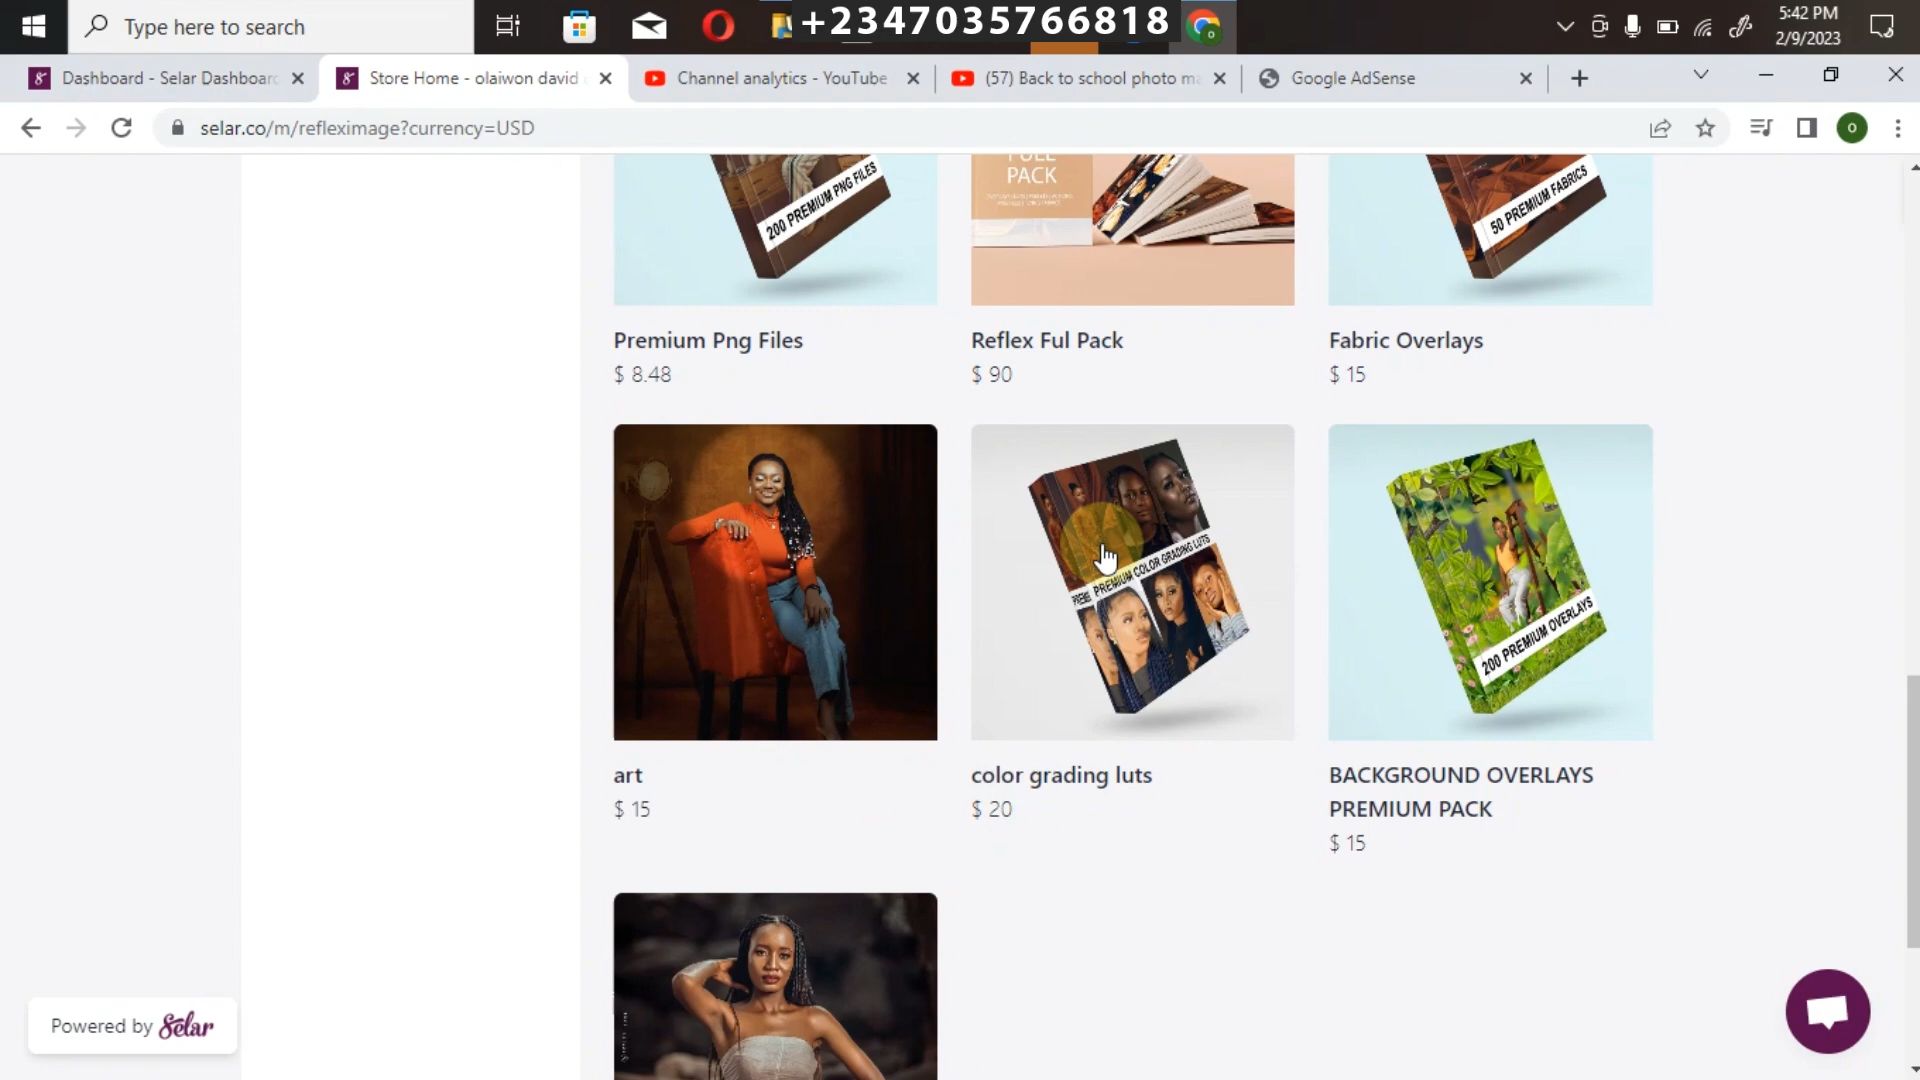 Type here to search
+2347035766818
5:42 PM
2/9/2023
Dashboard - Selar Dashboard
Store Home - olaiwon david
Channel analytics - YouTube
(57) Back to school photo ma
Google AdSense
selar.co/m/refleximage?currency=USD
o
200 PREMIUM PNG FILES
FULL
PACK
50 PREMIUM FABRICS
Premium Png Files
$ 8.48
Reflex Ful Pack
$ 90
Fabric Overlays
$ 15
PREMIUM COLOR GRADING LUTS
200 PREMIUM OVERLAYS
art
$ 15
color grading luts
$ 20
BACKGROUND OVERLAYS
PREMIUM PACK
$ 15
Powered by Selar